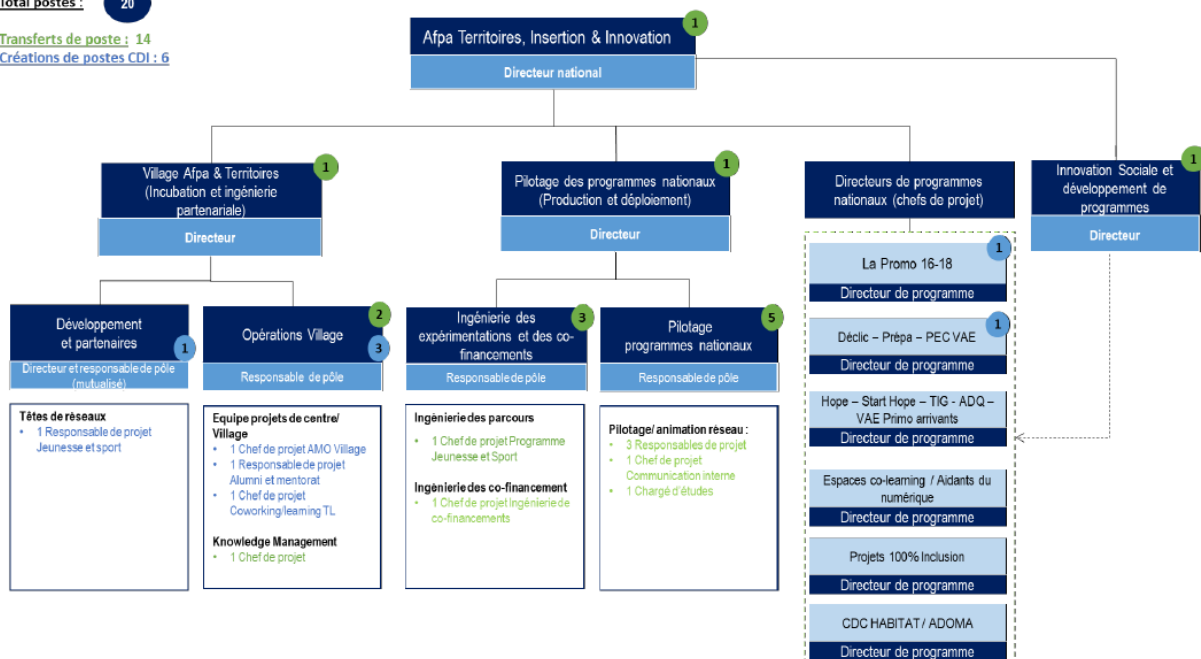 Total postes :
20
Transferts de poste : 14
Créations de postes CDI : 6
1
Afpa Territoires, Insertion & Innovation
Directeur national
1
Village Afpa & Territoires
(Incubation et ingénierie
partenariale)
Directeur
1
Pilotage des programmes nationaux
(Production et déploiement)
Directeur
Directeurs de programmes
nationaux (chefs de projet)
1
Innovation Sociale et
développement de
programmes
Directeur
Développement
et partenaires
1
Directeur et responsable de pôle
(mutualisé)
Têtes de réseaux
• 1 Responsable de projet
Jeunesse et sport
2
Opérations Village
3
Responsable de pôle
Equipe projets de centre/
Village
• 1 Chef de projet AMO Village
• 1 Responsable de projet
Alumni et mentorat
• 1 Chef de projet
Coworking/learning TL
Knowledge Management
• 1 Chef de projet
3
Ingénierie des
expérimentations et des co-
financements
Responsable de pôle
Ingénierie des parcours
• 1 Chef de projet Programme
Jeunesse et Sport
Ingénierie des co-financement
• 1 Chef de projet Ingénierie de
co-financements
5
Pilotage
programmes nationaux
Responsable de pôle
Pilotage/ animation réseau :
• 3 Responsables de projet
• 1 Chef de projet
Communication interne
• 1 Chargé d'études
1
La Promo 16-18
Directeur de programme
1
Déclic – Prépa – PEC VAE
Directeur de programme
Hope – Start Hope – TIG - ADQ –
VAE Primo arrivants
Directeur de programme
Espaces co-learning / Aidants du
numérique
Directeur de programme
Projets 100% Inclusion
Directeur de programme
CDC HABITAT / ADOMA
Directeur de programme